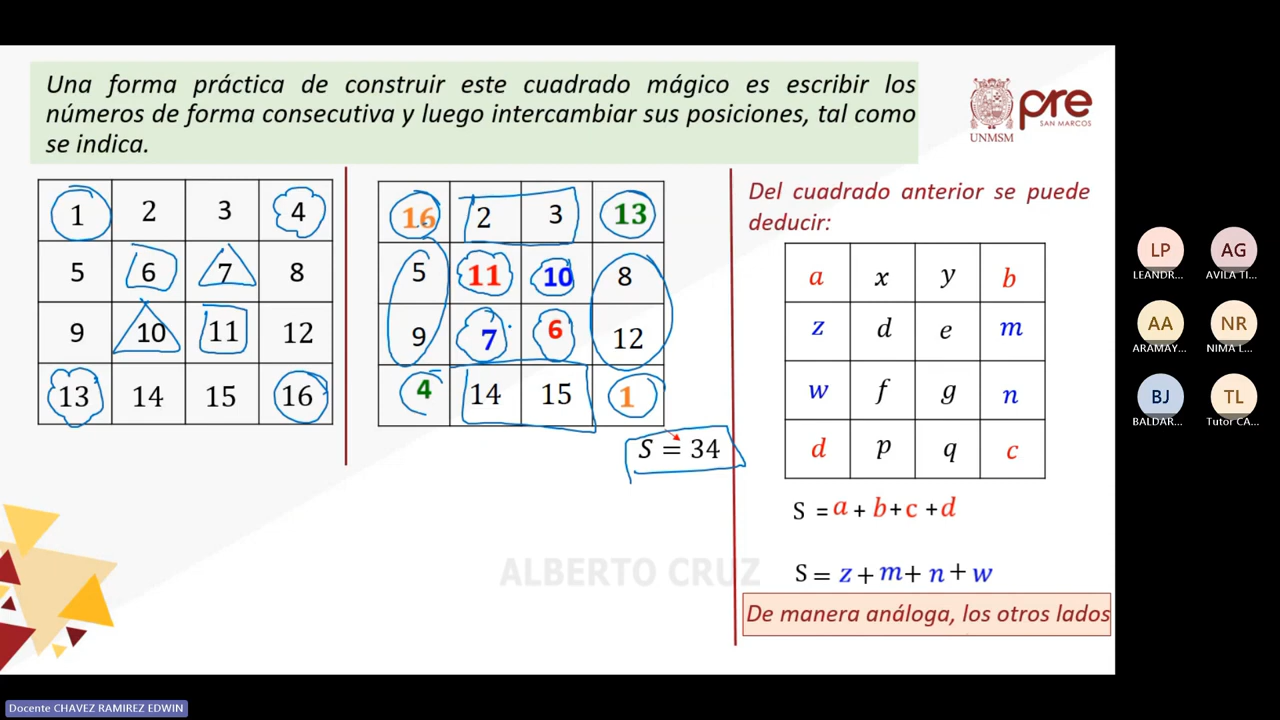 Una forma práctica de construir este cuadrado mágico es escribir los
números de forma consecutiva y luego intercambiar sus posiciones, tal como
se indica.
UNMSM
pre
SAN MARCOS
1 2 3 4
5 6 7 8
9 10 11 12
13 14 15 16
16 2 3 13
5 11 10 8
9 7 6 12
4 14 15 1
S = 34
Del cuadrado anterior se puede
deducir:
a x y b
z d e m
w f g n
d p q c
S = a + b + c + d
S = z + m + n + w
De manera análoga, los otros lados
ALBERTO CRUZ
LP AG
LEANDR... AVILA TI...
AA NR
ARAMAY... NIMA L...
BJ TL
BALDAR... Tutor CA...
Docente CHAVEZ RAMIREZ EDWIN